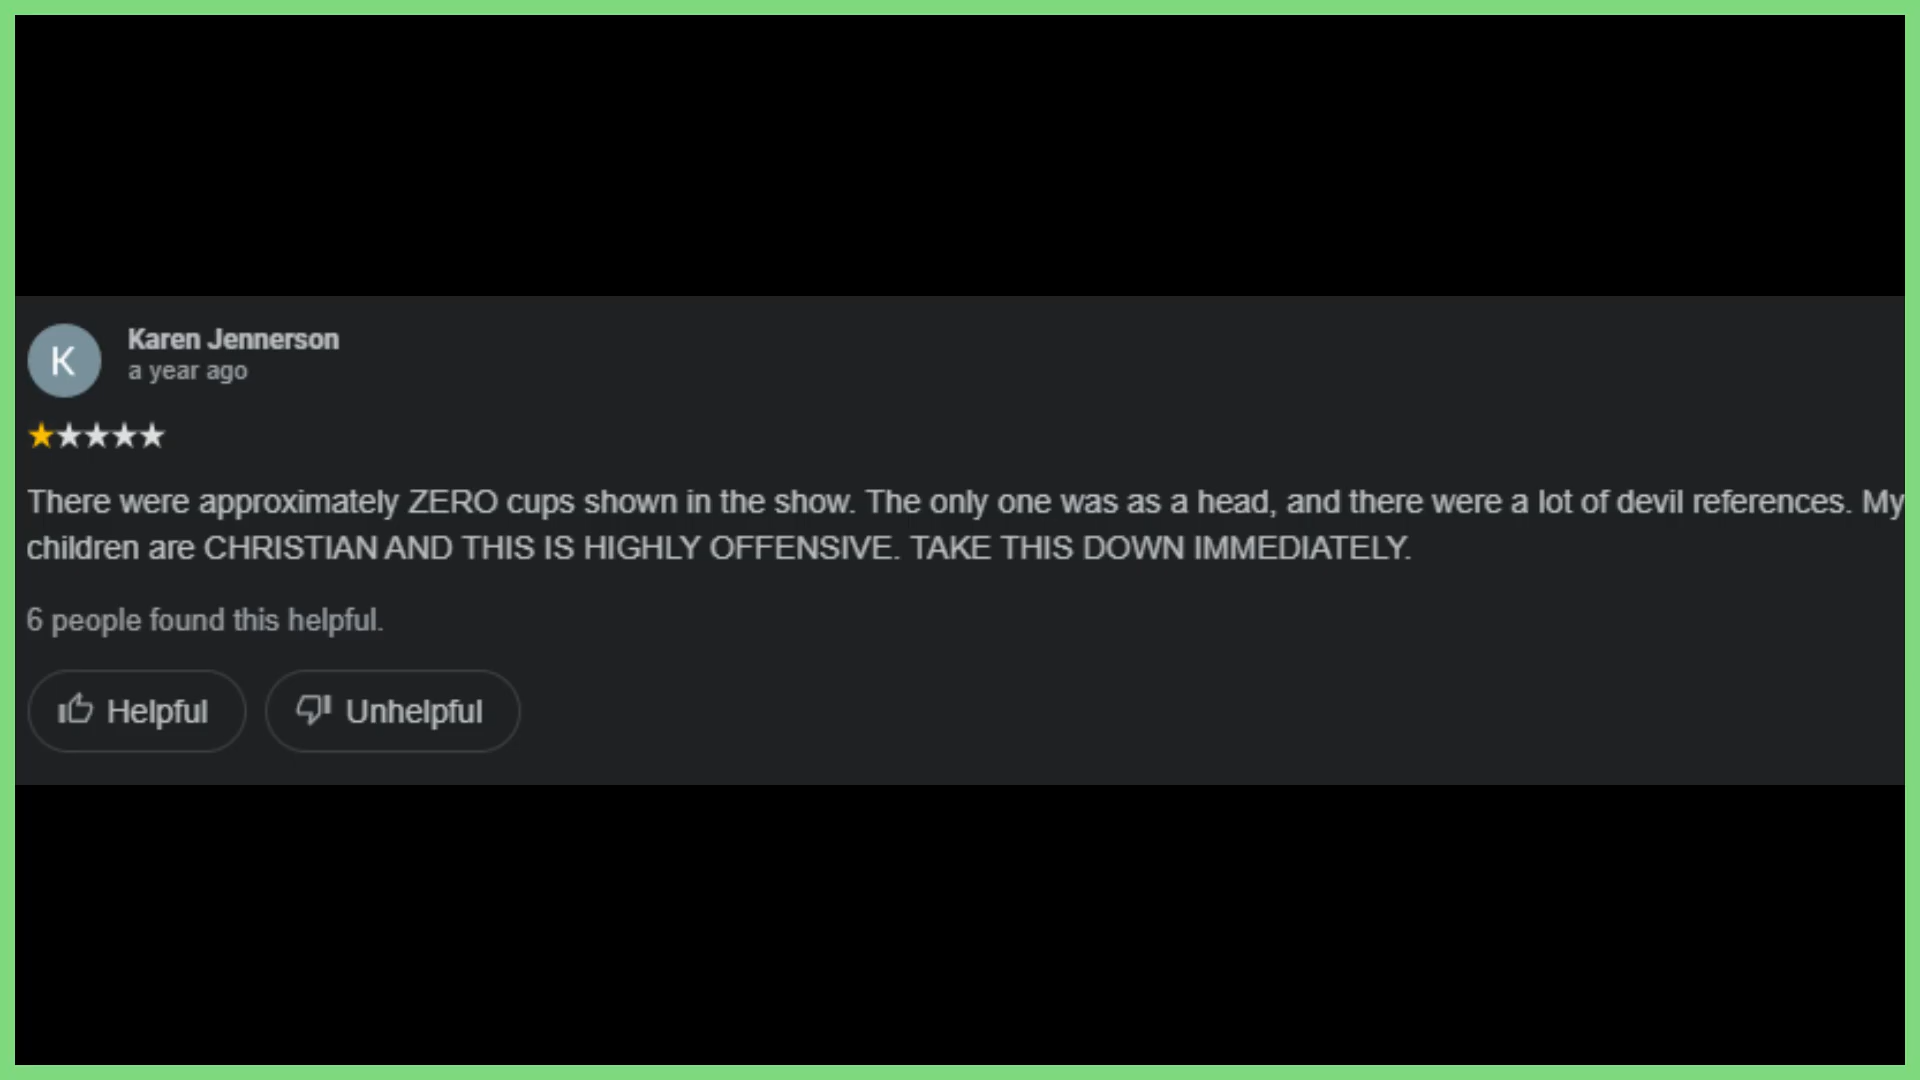 K
Karen Jennerson
a year ago
There were approximately ZERO cups shown in the show. The only one was as a head, and there were a lot of devil references. My
children are CHRISTIAN AND THIS IS HIGHLY OFFENSIVE. TAKE THIS DOWN IMMEDIATELY.
6 people found this helpful.
Helpful Unhelpful